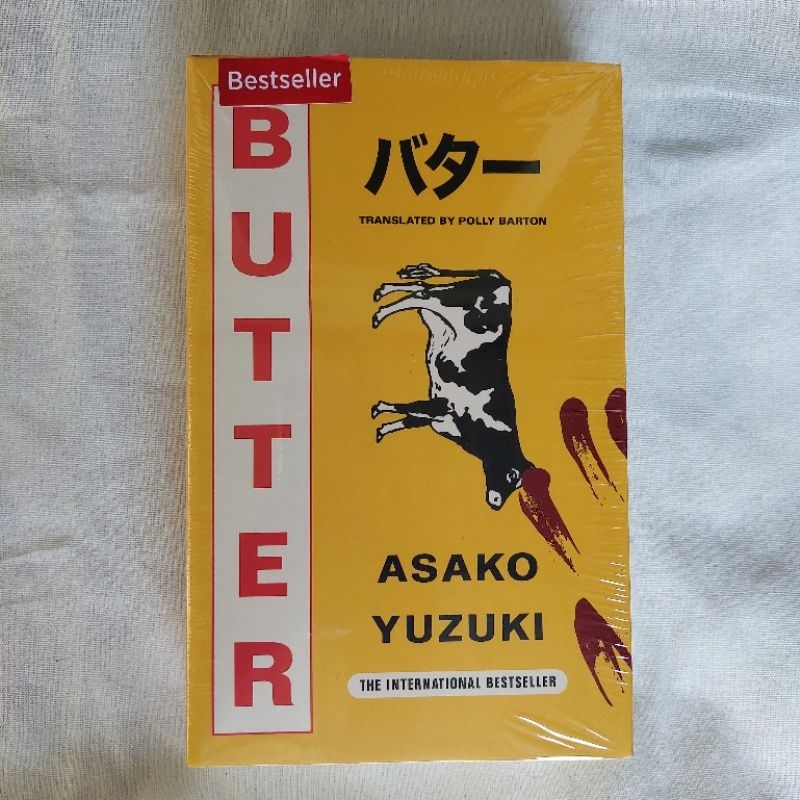 Bestseller
BUTTER
バター
TRANSLATED BY POLLY BARTON
ASAKO
YUZUKI
THE INTERNATIONAL BESTSELLER